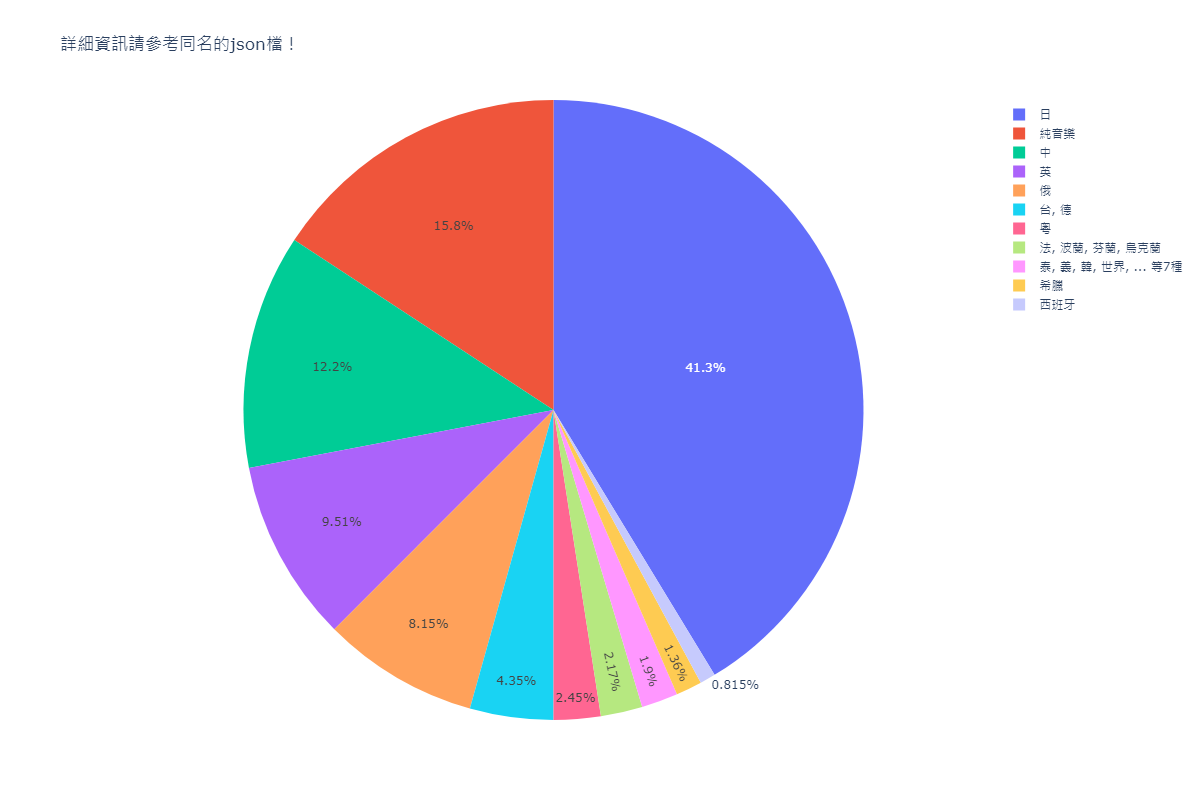 詳細資訊請參考同名的json檔！
日
純音樂
中
英
俄
台, 德
粵
法, 波蘭, 芬蘭, 烏克蘭
泰, 義, 韓, 世界, ... 等7種
希臘
西班牙
15.8%
41.3%
12.2%
9.51%
8.15%
4.35%
2.45%
2.17%
1.9%
1.36%
0.815%